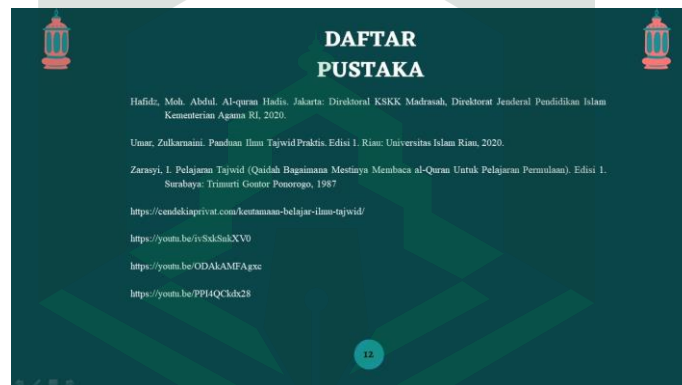 DAFTAR
PUSTAKA
Hafidz, Moh. Abdul. Al-quran Hadis. Jakarta: Direktoral KSKK Madrasah, Direktorat Jenderal Pendidikan Islam
Kementerian Agama RI, 2020.
Umar, Zulkarnaini. Panduan Ilmu Tajwid Praktis. Edisi 1. Riau: Universitas Islam Riau, 2020.
Zarasyi, I. Pelajaran Tajwid (Qaidah Bagaimana Mestinya Membaca al-Quran Untuk Pelajaran Permulaan). Edisi 1.
Surabaya: Trimurti Gontor Ponorogo, 1987
https://cendekiaprivat.com/keutamaan-belajar-ilmu-tajwid/
https://youtu.be/ivSxkSnkXV0
https://youtu.be/ODAkAMFAgxc
https://youtu.be/PPI4QCkdx28
12